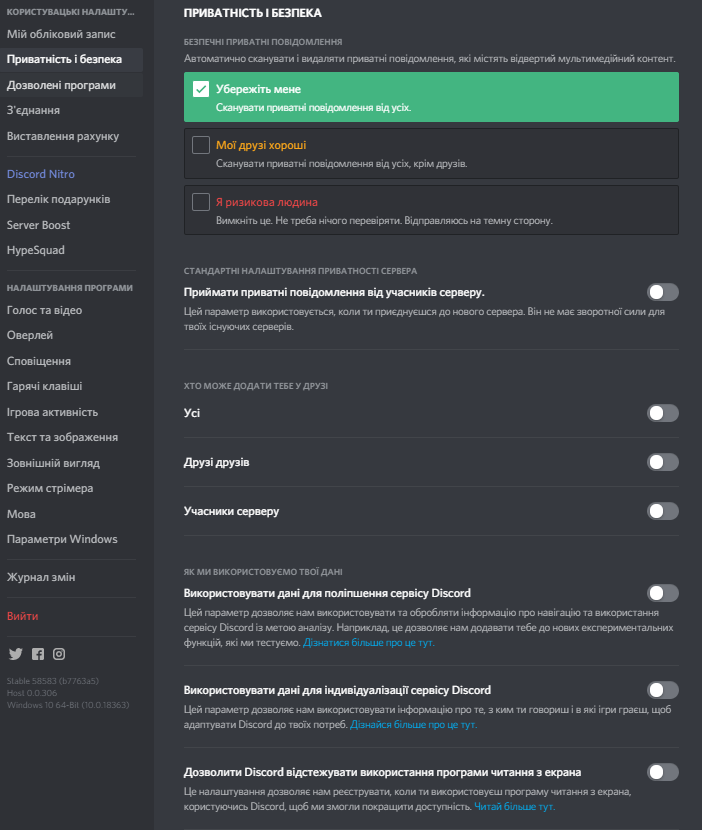 КОРИСТУВАЦЬКІ НАЛАШТУ...
Мій обліковий запис
Приватність і безпека
Дозволені програми
З'єднання
Виставлення рахунку
Discord Nitro
Перелік подарунків
Server Boost
HypeSquad
НАЛАШТУВАННЯ ПРОГРАМИ
Голос та відео
Оверлей
Сповіщення
Гарячі клавіші
Ігрова активність
Текст та зображення
Зовнішній вигляд
Режим стрімера
Мова
Параметри Windows
Журнал змін
Вийти
Stable 58583 (b7763a5)
Host 0.0.306
Windows 10 64-Bit (10.0.18363)
ПРИВАТНІСТЬ І БЕЗПЕКА
БЕЗПЕЧНІ ПРИВАТНІ ПОВІДОМЛЕННЯ
Автоматично сканувати і видаляти приватні повідомлення, які містять відвертий мультимедійний контент.
Убережіть мене
Сканувати приватні повідомлення від усіх.
Мої друзі хороші
Сканувати приватні повідомлення від усіх, крім друзів.
Я ризикова людина
Вимкніть це. Не треба нічого перевіряти. Відправляюсь на темну сторону.
СТАНДАРТНІ НАЛАШТУВАННЯ ПРИВАТНОСТІ СЕРВЕРА
Приймати приватні повідомлення від учасників серверу.
Цей параметр використовується, коли ти приєднуєшся до нового сервера. Він не має зворотної сили для
твоїх існуючих серверів.
ХТО МОЖЕ ДОДАТИ ТЕБЕ У ДРУЗІ
Усі
Друзі друзів
Учасники серверу
ЯК МИ ВИКОРИСТОВУЄМО ТВОЇ ДАНІ
Використовувати дані для поліпшення сервісу Discord
Цей параметр дозволяє нам використовувати та обробляти інформацію про навігацію та використання
сервісу Discord із метою аналізу. Наприклад, це дозволяє нам додавати тебе до нових експериментальних
функцій, які ми тестуємо. Дізнатися більше про це тут.
Використовувати дані для індивідуалізації сервісу Discord
Цей параметр дозволяє нам використовувати інформацію про те, з ким ти говориш і в які ігри граєш, щоб
адаптувати Discord до твоїх потреб. Дізнайся більше про це тут.
Дозволити Discord відстежувати використання програми читання з екрана
Це налаштування дозволяє нам реєструвати, коли ти використовуєш програму читання з екрана,
користуючись Discord, щоб ми змогли покращити доступність. Читай більше тут.